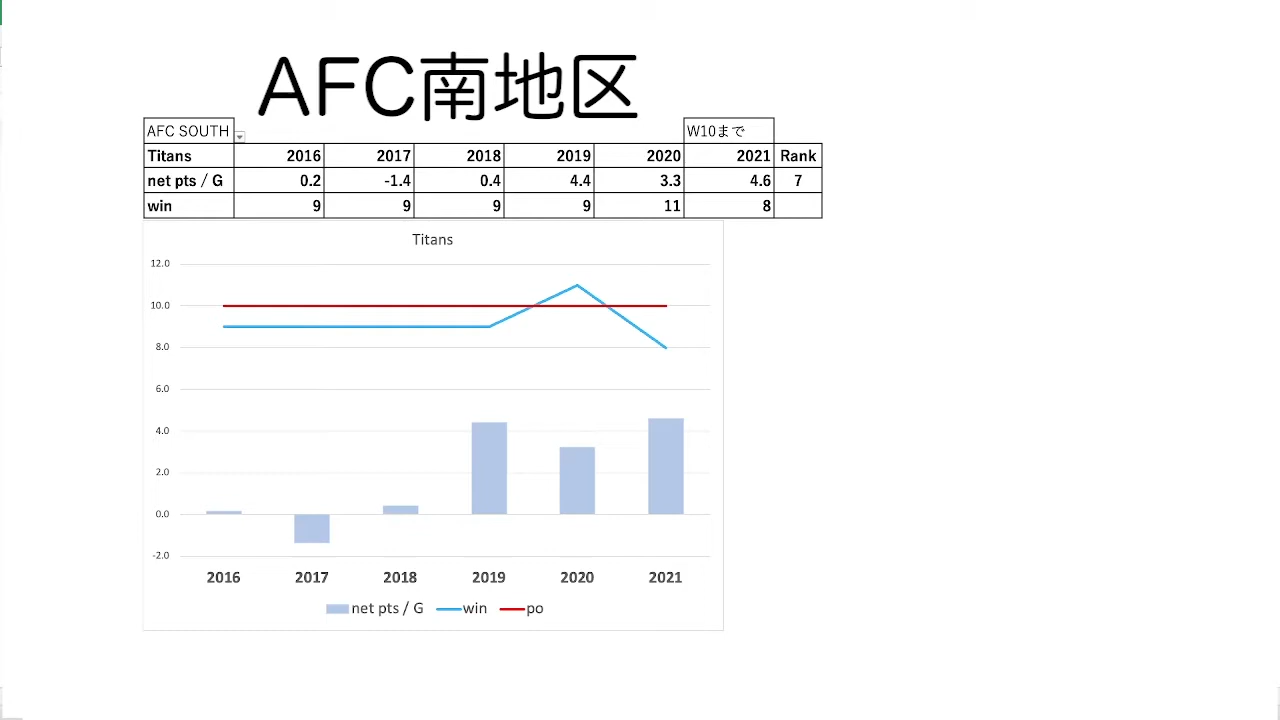 AFC南地区
AFC SOUTH W10まで
Titans 2016 2017 2018 2019 2020 2021 Rank
net pts / G 0.2 -1.4 0.4 4.4 3.3 4.6 7
win 9 9 9 9 11 8
Titans
12.0
10.0
8.0
6.0
4.0
2.0
0.0
-2.0
2016 2017 2018 2019 2020 2021
net pts / G win po